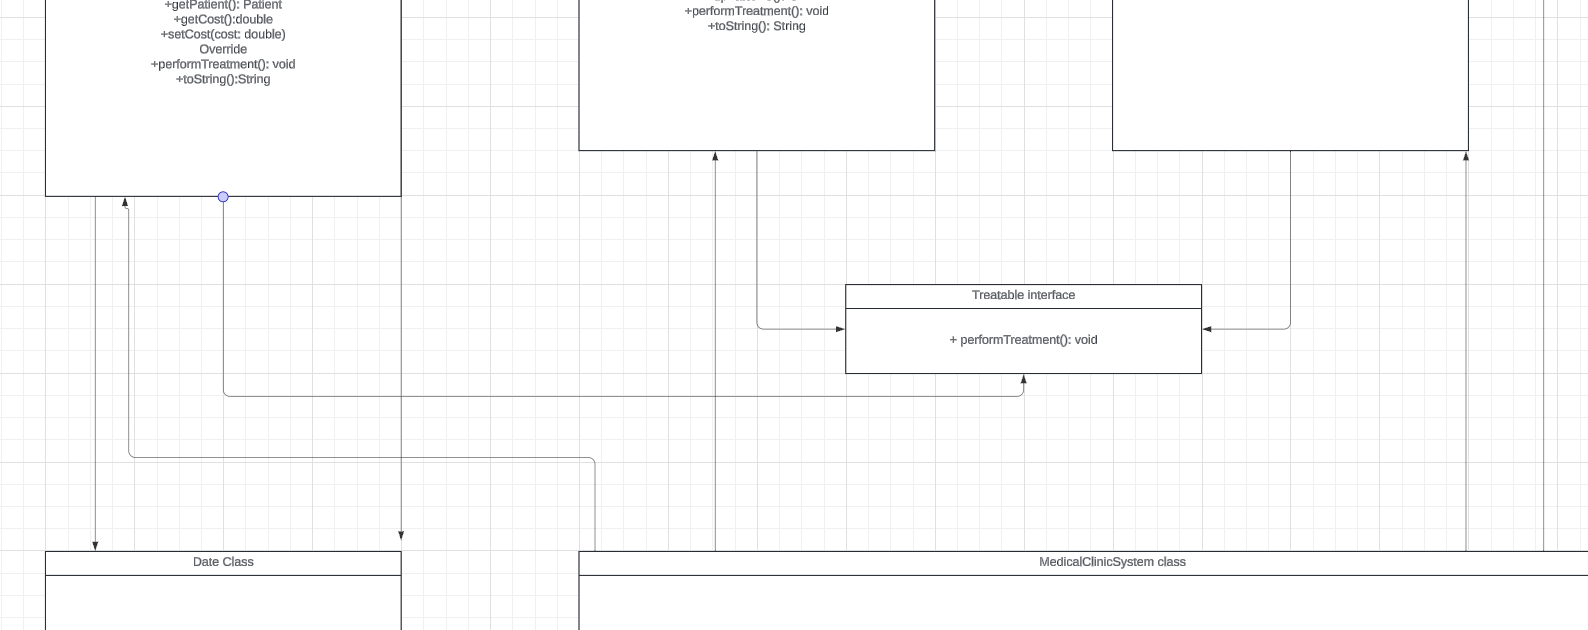 +getPatient(): Patient
+getCost():double
+setCost(cost: double)
Override
+performTreatment(): void
+toString():String
+performTreatment(): void
+toString(): String
Treatable interface
+ performTreatment(): void
Date Class
MedicalClinicSystem class